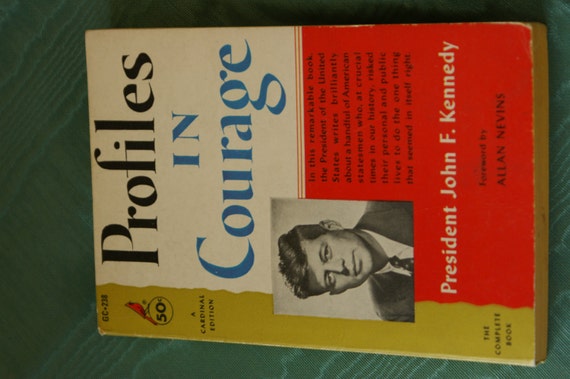 Profiles
IN
Courage
In this remarkable book,
the President of the United
States writes brilliantly
about a handful of American
statesmen who, at crucial
times in our history, risked
their personal and public
lives to do the one thing
that seemed in itself right
President John F. Kennedy
Foreword by
ALLAN NEVINS
GC-238
50¢
A
CARDINAL
EDITION
THE
COMPLETE
BOOK